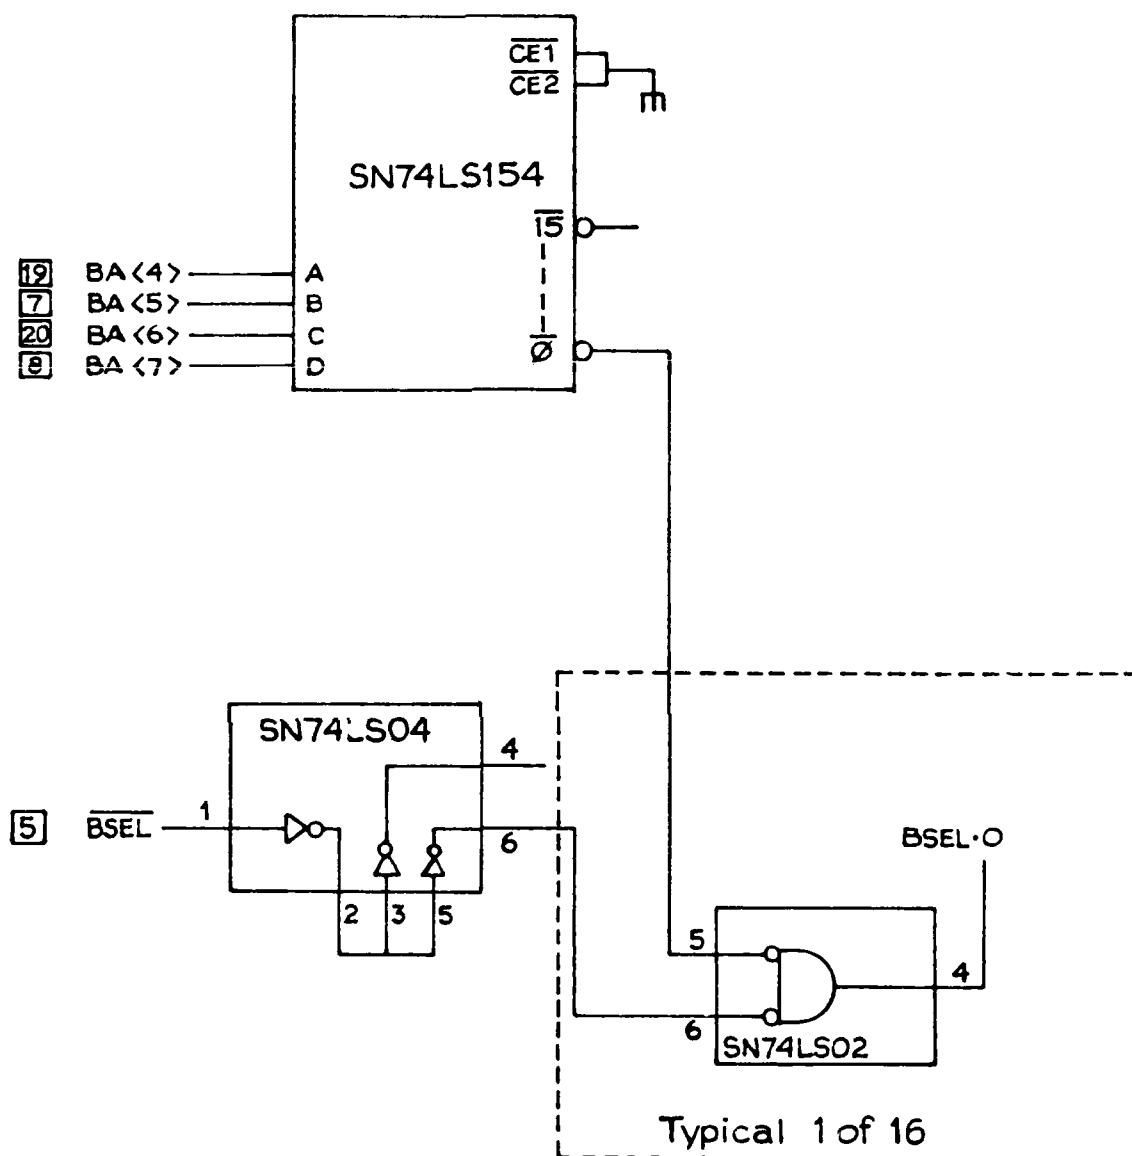 CE1
CE2
SN74LS154
15
19 BA<4> A
7 BA<5> B
20 BA<6> C
Ø
8 BA<7> D
SN74LS04
4
5 BSEL 1
6
BSEL·0
2 3 5
5
4
6
SN74LS02
Typical 1 of 16